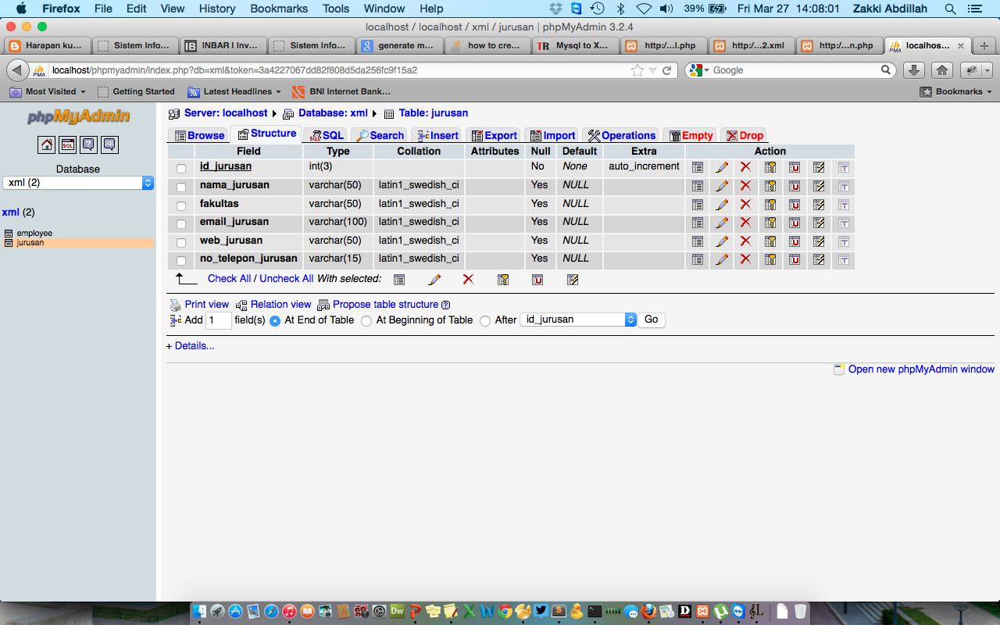 Firefox File Edit View History Bookmarks Tools Window Help 39% Fri Mar 27 14:08:01 Zakki Abdillah
localhost / localhost / xml / jurusan | phpMyAdmin 3.2.4
Harapan ku... Sistem Info... INBAR | Inv... Sistem Info... generate m... how to cre... Mysql to X... http:/...l.php http:/...2.xml http:/...n.php localhos...
localhost/phpmyadmin/index.php?db=xml&token=3a4227067dd82f808d5da256fc9f15a2 Google
Most Visited Getting Started Latest Headlines BNI Internet Bank... Bookmarks
phpMyAdmin
Database
xml (2)
xml (2)
employee
jurusan
Server: localhost Database: xml Table: jurusan
Browse Structure SQL Search Insert Export Import Operations Empty Drop
Field Type Collation Attributes Null Default Extra Action
id_jurusan int(3) No None auto_increment
nama_jurusan varchar(50) latin1_swedish_ci Yes NULL
fakultas varchar(50) latin1_swedish_ci Yes NULL
email_jurusan varchar(100) latin1_swedish_ci Yes NULL
web_jurusan varchar(50) latin1_swedish_ci Yes NULL
no_telepon_jurusan varchar(15) latin1_swedish_ci Yes NULL
Check All / Uncheck All With selected:
Print view Relation view Propose table structure
Add 1 field(s) At End of Table At Beginning of Table After id_jurusan Go
+ Details...
Open new phpMyAdmin window